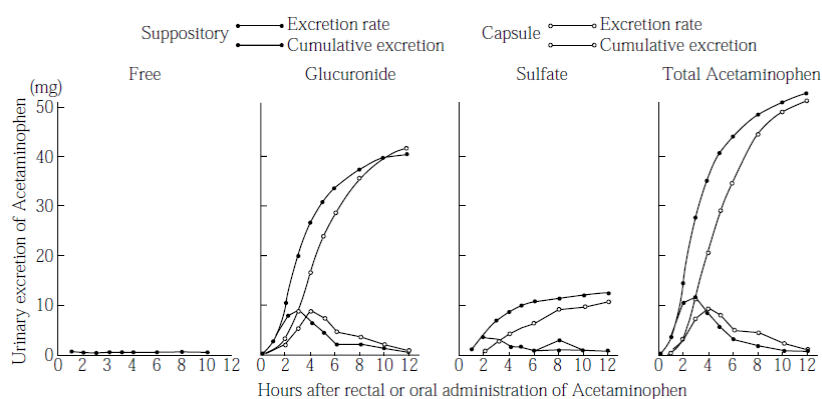 Suppository Excretion rate
Cumulative excretion
Capsule Excretion rate
Cumulative excretion
Free Glucuronide Sulfate Total Acetaminophen
(mg)
50
40
30
20
10
0
Urinary excretion of Acetaminophen
0 2 4 6 8 10 12 0 2 4 6 8 10 12 0 2 4 6 8 10 12 0 2 4 6 8 10 12
Hours after rectal or oral administration of Acetaminophen